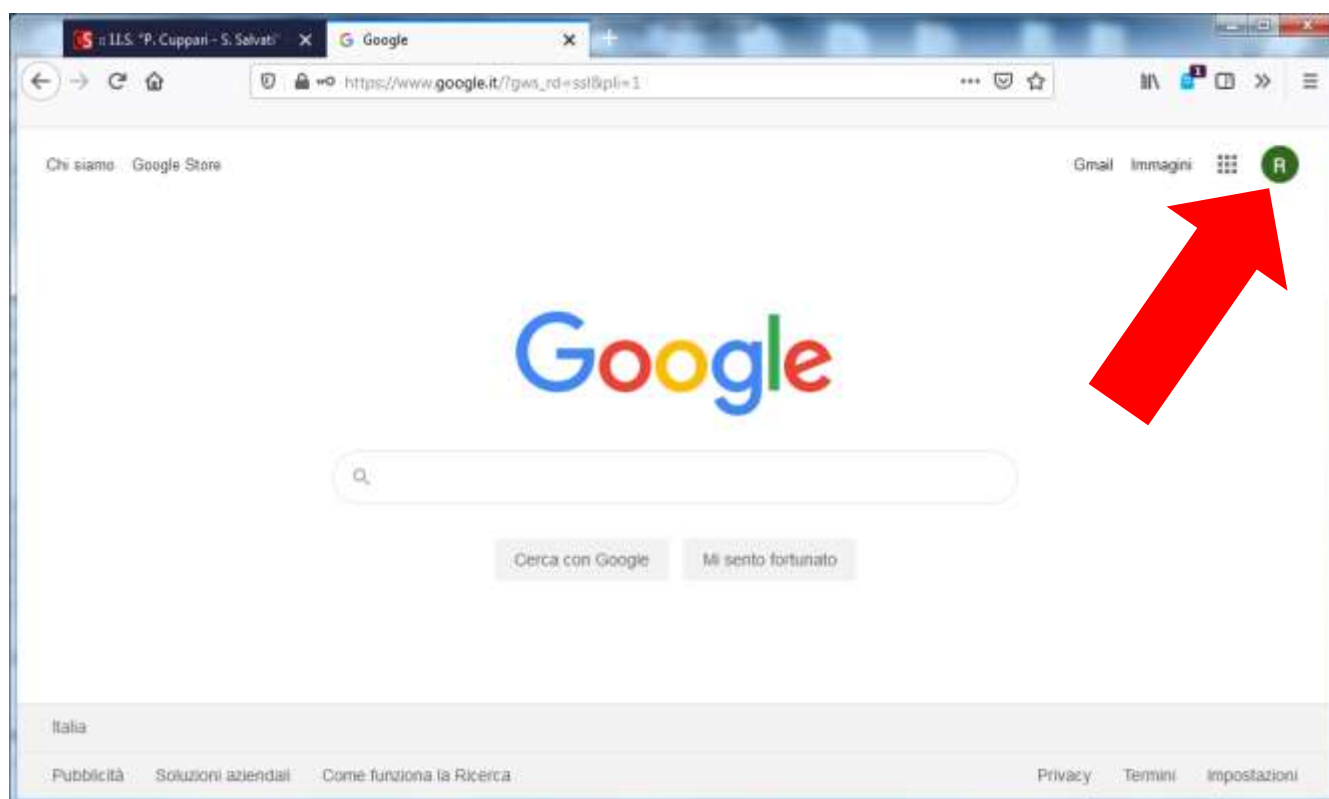 :: I.I.S. "P. Cuppari - S. Salvati"
Google
https://www.google.it/?gws_rd=ssl&pli=1
1
Chi siamo Google Store
Gmail Immagini
R
Google
Cerca con Google Mi sento fortunato
Italia
Pubblicità Soluzioni aziendali Come funziona la Ricerca
Privacy Termini Impostazioni